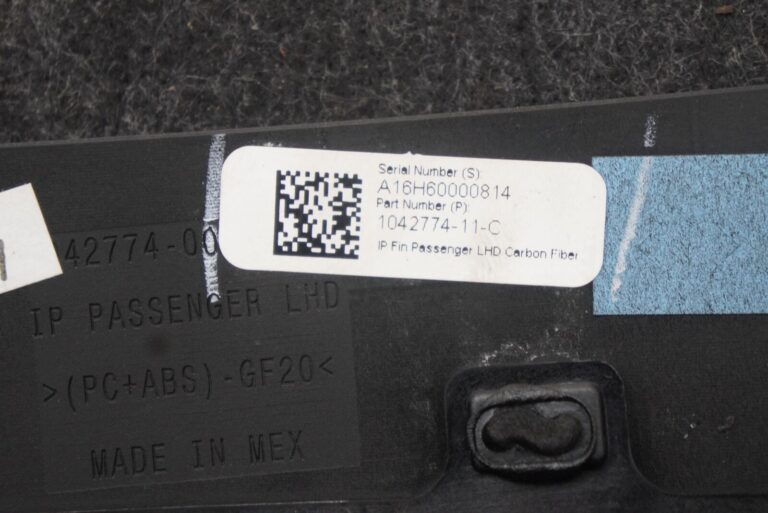 Serial Number (S):
A16H60000814
Part Number (P):
1042774-11-C
IP Fin Passenger LHD Carbon Fiber
42774-00
IP PASSENGER LHD
>(PC+ABS)-GF20<
MADE IN MEX